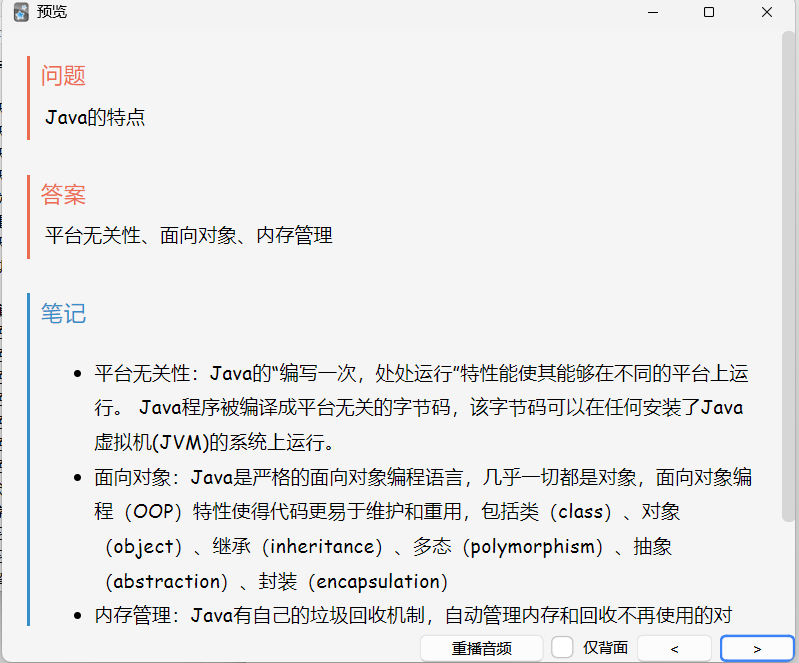 预览
问题
Java的特点
答案
平台无关性、面向对象、内存管理
笔记
• 平台无关性：Java的“编写一次，处处运行”特性能使其能够在不同的平台上运
行。 Java程序被编译成平台无关的字节码，该字节码可以在任何安装了Java
虚拟机(JVM)的系统上运行。
• 面向对象：Java是严格的面向对象编程语言，几乎一切都是对象，面向对象编
程（OOP）特性使得代码更易于维护和重用，包括类（class）、对象
（object）、继承（inheritance）、多态（polymorphism）、抽象
（abstraction）、封装（encapsulation）
• 内存管理：Java有自己的垃圾回收机制，自动管理内存和回收不再使用的对
重播音频 仅背面 < >